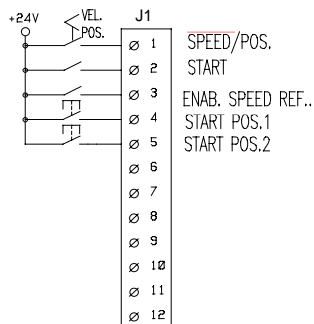 +24V VEL. J1
POS.
1 SPEED/POS.
2 START
3 ENAB. SPEED REF..
4 START POS.1
5 START POS.2
6
7
8
9
10
11
12